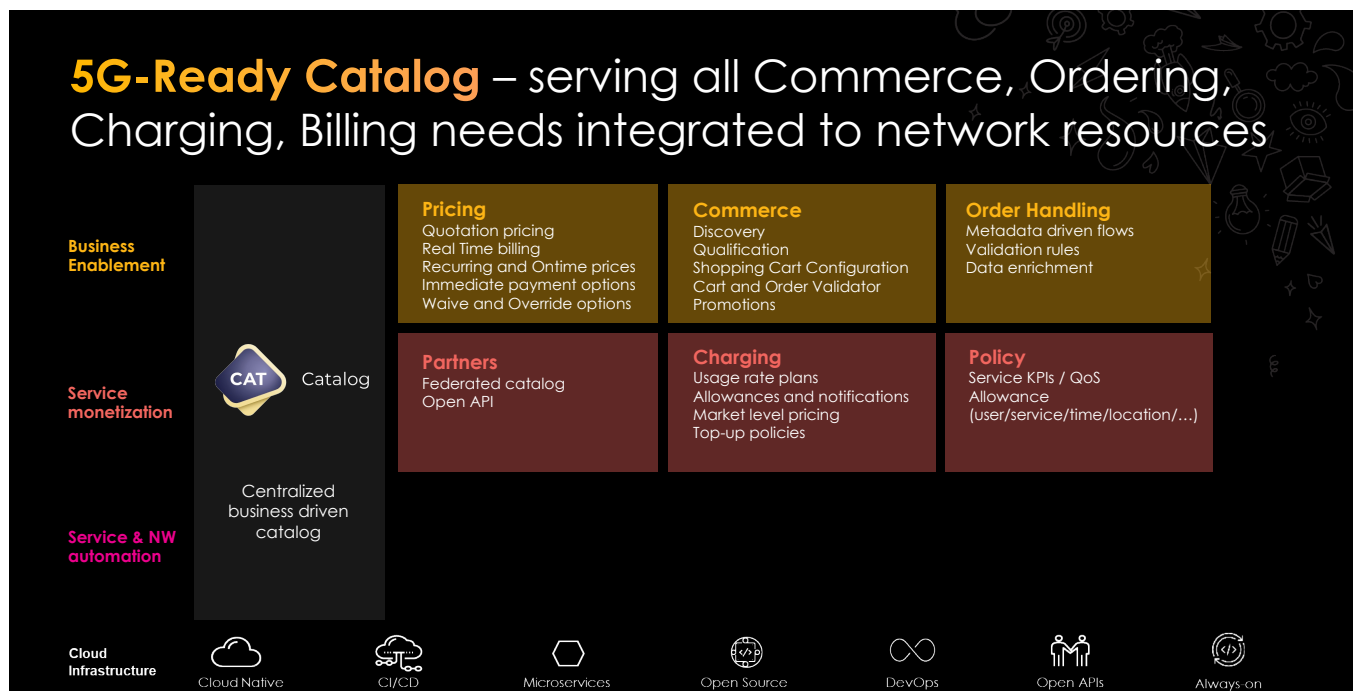 5G-Ready Catalog – serving all Commerce, Ordering,
Charging, Billing needs integrated to network resources
Business
Enablement
Pricing
Quotation pricing
Real Time billing
Recurring and Ontime prices
Immediate payment options
Waive and Override options
Commerce
Discovery
Qualification
Shopping Cart Configuration
Cart and Order Validator
Promotions
Order Handling
Metadata driven flows
Validation rules
Data enrichment
CAT
Catalog
Centralized
business driven
catalog
Service
monetization
Partners
Federated catalog
Open API
Charging
Usage rate plans
Allowances and notifications
Market level pricing
Top-up policies
Policy
Service KPIs / QoS
Allowance
(user/service/time/location/…)
Service & NW
automation
Cloud
Infrastructure
Cloud Native
CI/CD
Microservices
Open Source
DevOps
Open APIs
Always-on